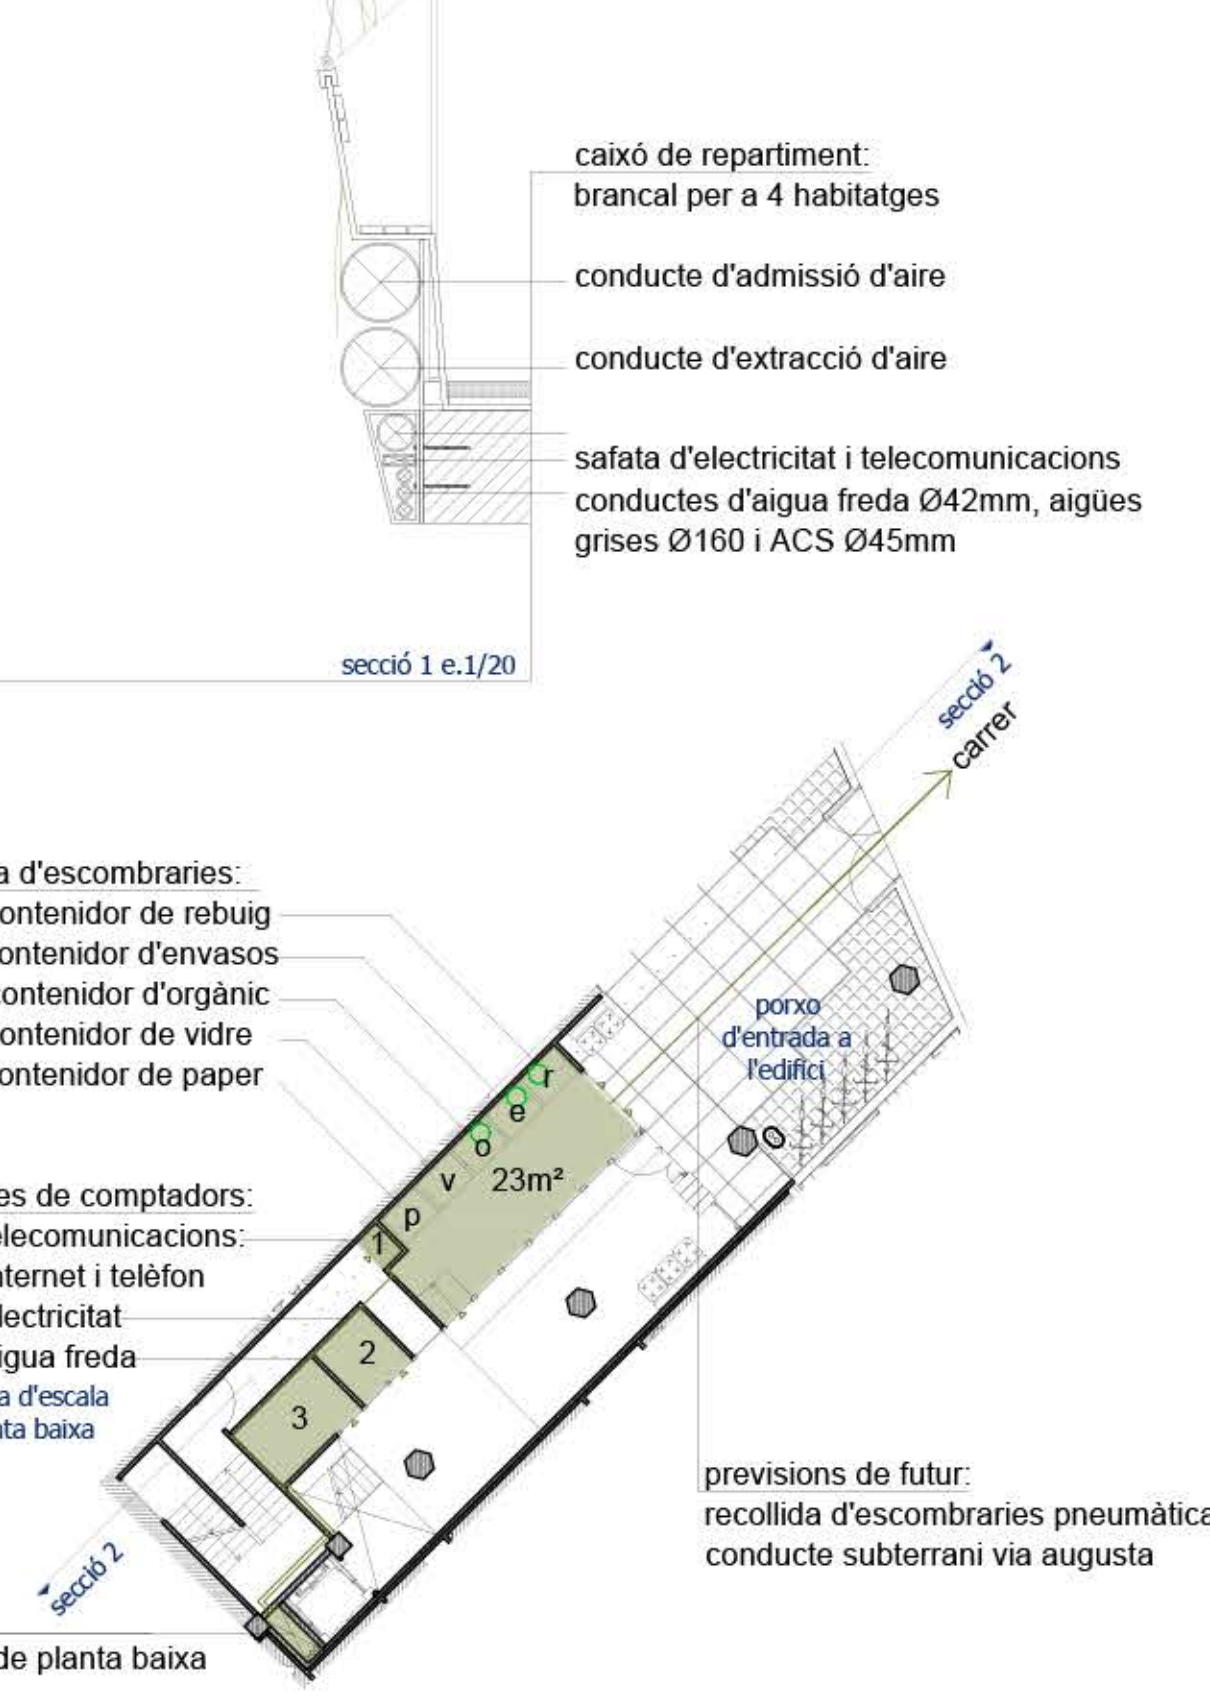 caixó de repartiment:
brancal per a 4 habitatges
conducte d'admissió d'aire
conducte d'extracció d'aire
safata d'electricitat i telecomunicacions
conductes d'aigua freda Ø42mm, aigües
grises Ø160 i ACS Ø45mm
secció 1 e.1/20
secció 2
carrer
a d'escombraries:
ontenidor de rebuig
ontenidor d'envasos
contenidor d'orgànic
ontenidor de vidre
ontenidor de paper
porxo
d'entrada a
l'edifici
r
e
o
v
23m²
p
1
es de comptadors:
elecomunicacions:
nternet i telèfon
lectricitat
igua freda
a d'escala
nta baixa
2
3
previsions de futur:
recollida d'escombraries pneumàtica
conducte subterrani via augusta
secció 2
de planta baixa